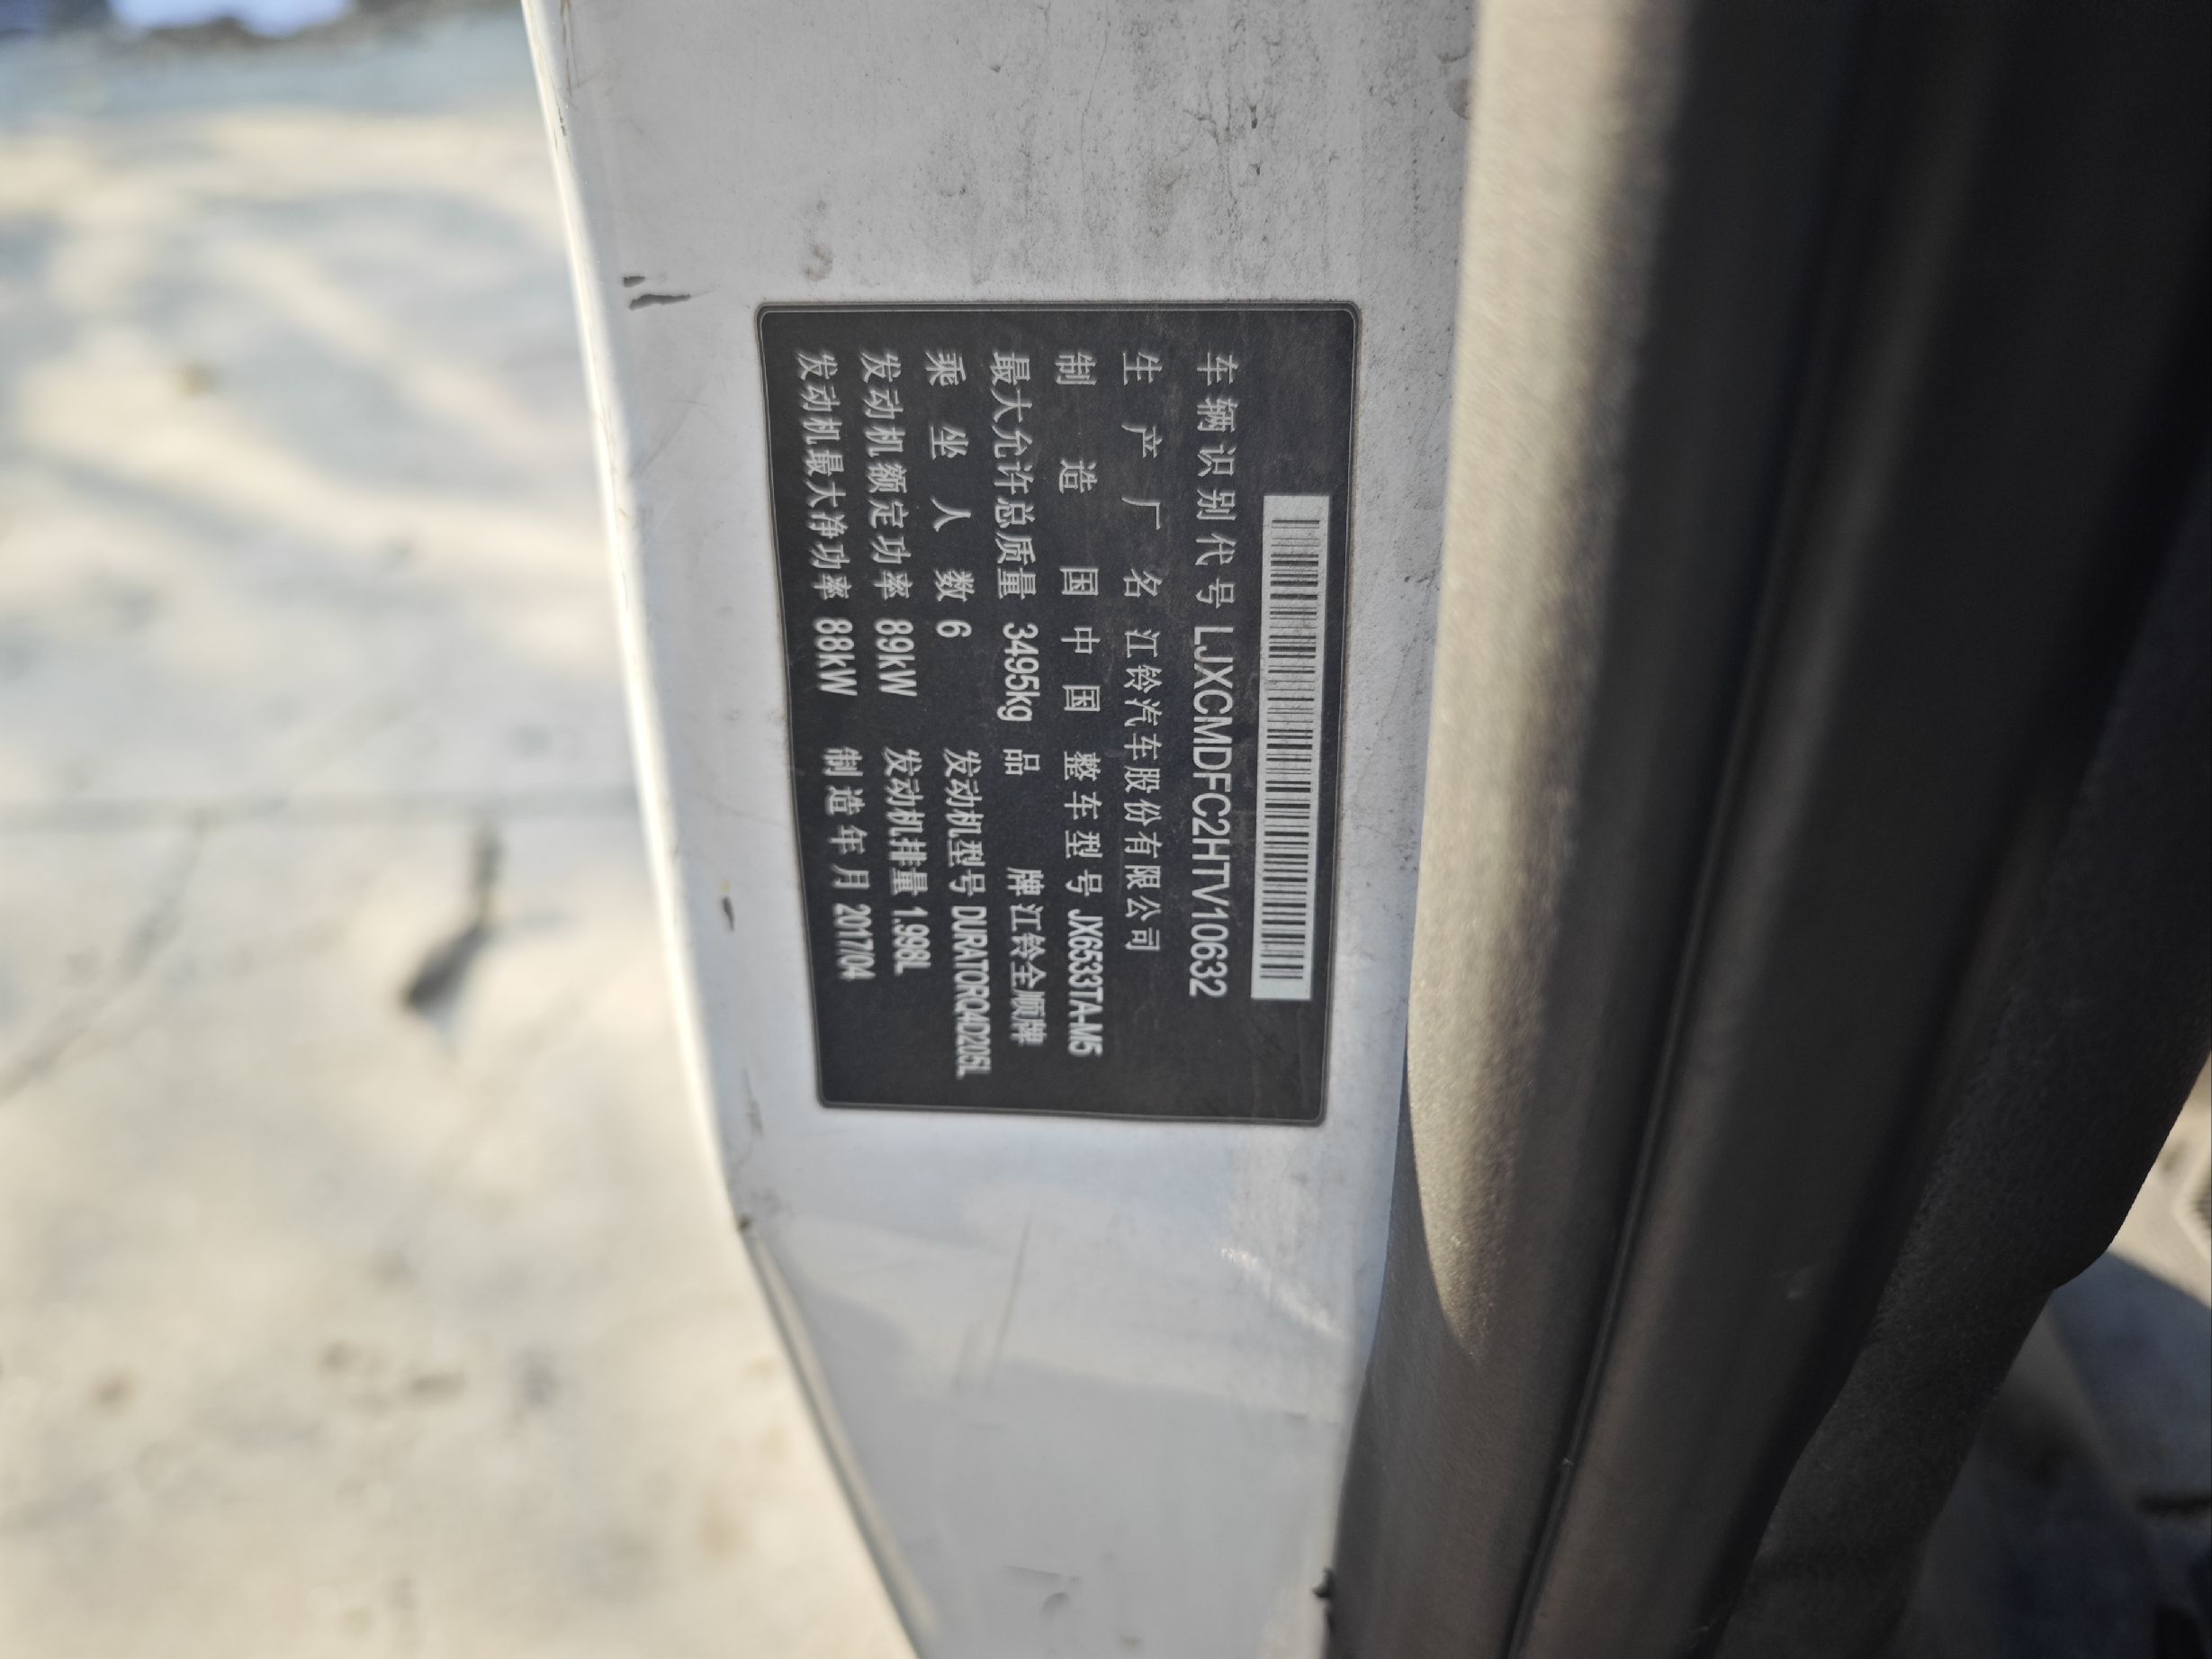 车辆识别代号 LJXCMDFC2HTV10632
生产厂名 江铃汽车股份有限公司
制造国 中国 整车型号 JX6533TA-M5
最大允许总质量 3495kg 品牌 江铃全顺牌
乘坐人数 6 发动机型号 DURATORQ4D205L
发动机额定功率 89kW 发动机排量 1.998L
发动机最大净功率 88kW 制造年月 2017/04